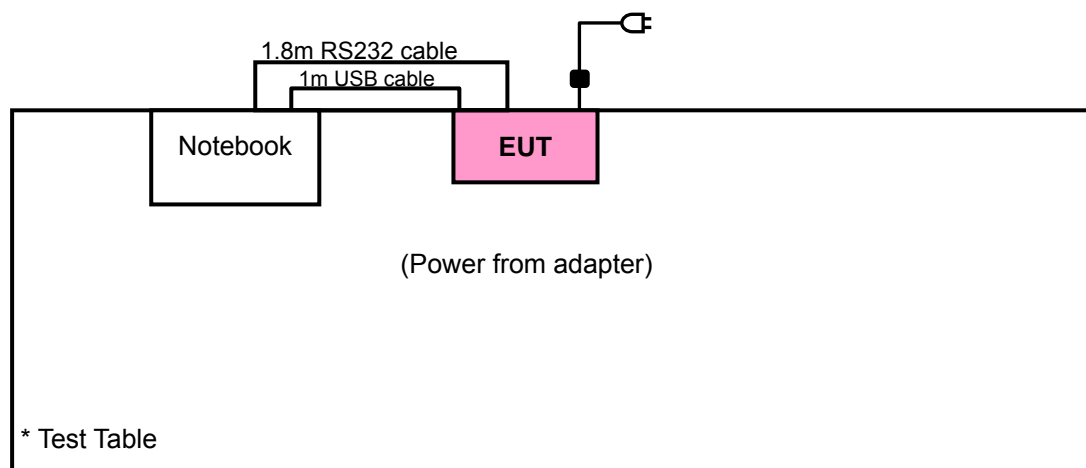 1.8m RS232 cable
1m USB cable
Notebook
EUT
(Power from adapter)
* Test Table